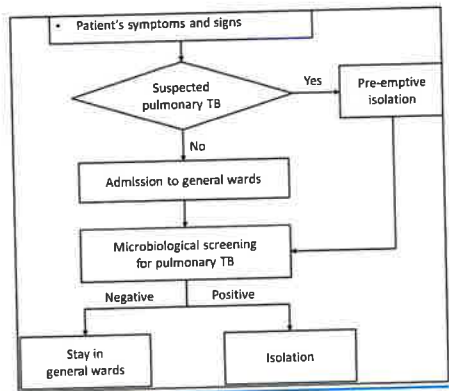 • Patient's symptoms and signs
Suspected
pulmonary TB
Yes
Pre-emptive
isolation
No
Admission to general wards
Microbiological screening
for pulmonary TB
Negative
Positive
Stay in
general wards
Isolation